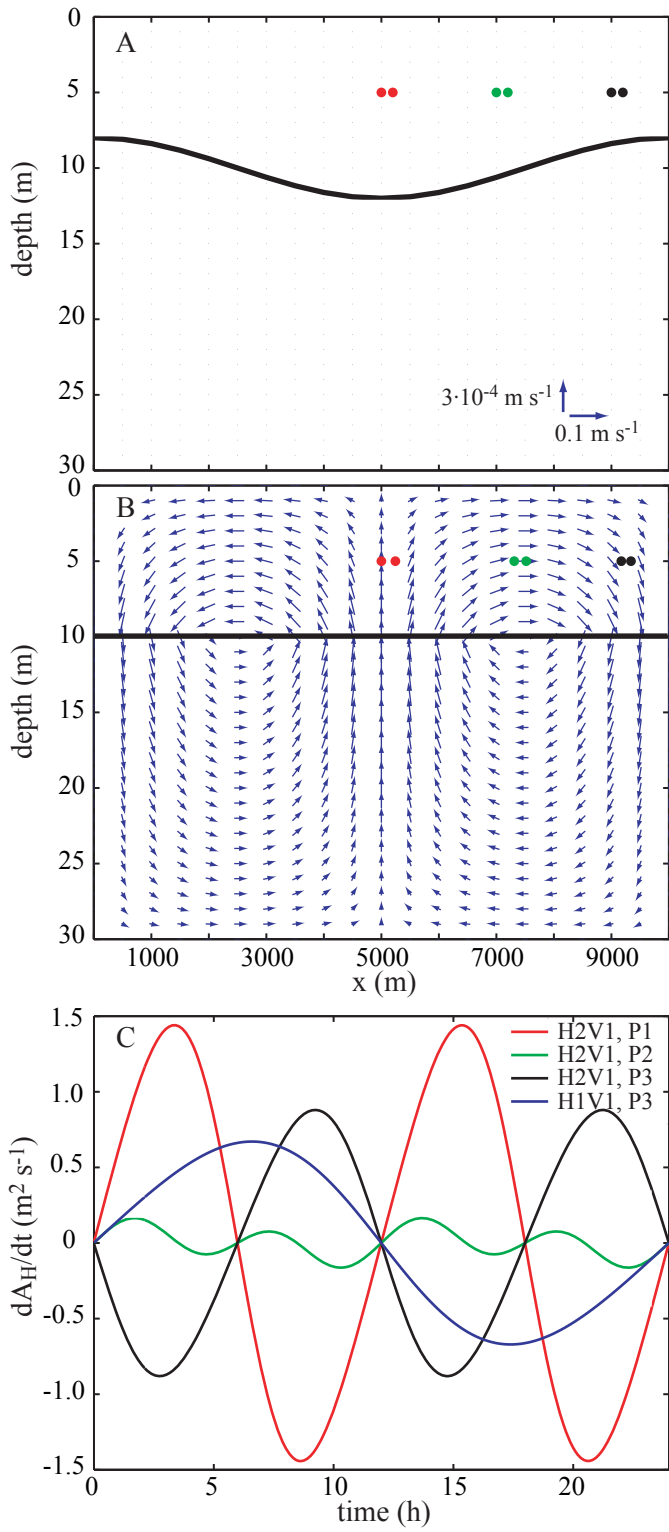 0
A
5
10
15
20
25
30
depth (m)
3·10⁻⁴ m s⁻¹
0.1 m s⁻¹
0
B
5
10
15
20
25
30
depth (m)
1000 3000 5000 7000 9000
x (m)
1.5
C
1.0
0.5
0
-0.5
-1.0
-1.5
dA_H/dt (m² s⁻¹)
H2V1, P1
H2V1, P2
H2V1, P3
H1V1, P3
0 5 10 15 20
time (h)